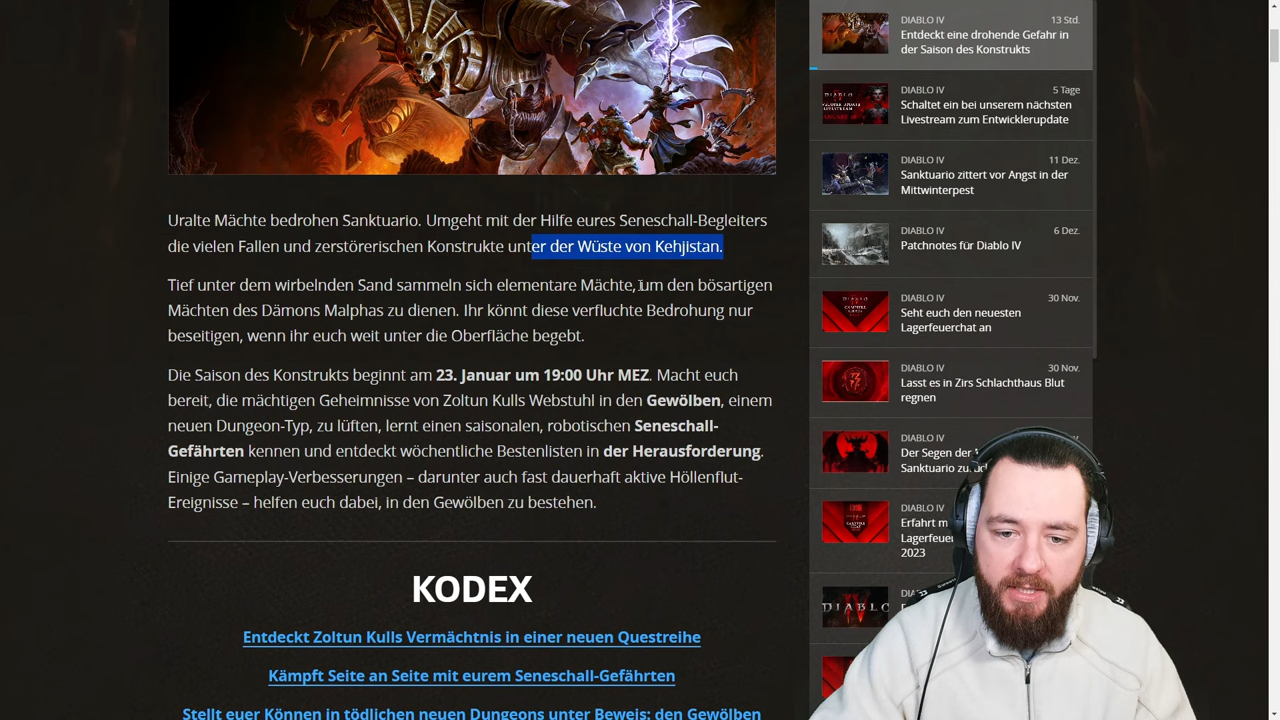 Uralte Mächte bedrohen Sanktuario. Umgeht mit der Hilfe eures Seneschall-Begleiters
die vielen Fallen und zerstörerischen Konstrukte unter der Wüste von Kehjistan.
Tief unter dem wirbelnden Sand sammeln sich elementare Mächte, um den bösartigen
Mächten des Dämons Malphas zu dienen. Ihr könnt diese verfluchte Bedrohung nur
beseitigen, wenn ihr euch weit unter die Oberfläche begebt.
Die Saison des Konstrukts beginnt am 23. Januar um 19:00 Uhr MEZ. Macht euch
bereit, die mächtigen Geheimnisse von Zoltun Kulls Webstuhl in den Gewölben, einem
neuen Dungeon-Typ, zu lüften, lernt einen saisonalen, robotischen Seneschall-
Gefährten kennen und entdeckt wöchentliche Bestenlisten in der Herausforderung.
Einige Gameplay-Verbesserungen – darunter auch fast dauerhaft aktive Höllenflut-
Ereignisse – helfen euch dabei, in den Gewölben zu bestehen.
KODEX
Entdeckt Zoltun Kulls Vermächtnis in einer neuen Questreihe
Kämpft Seite an Seite mit eurem Seneschall-Gefährten
Stellt euer Können in tödlichen neuen Dungeons unter Beweis: den Gewölben
DIABLO IV 13 Std.
Entdeckt eine drohende Gefahr in
der Saison des Konstrukts
DIABLO IV 5 Tage
Schaltet ein bei unserem nächsten
Livestream zum Entwicklerupdate
DIABLO IV 11 Dez.
Sanktuario zittert vor Angst in der
Mittwinterpest
DIABLO IV 6 Dez.
Patchnotes für Diablo IV
DIABLO IV 30 Nov.
Seht euch den neuesten
Lagerfeuerchat an
DIABLO IV 30 Nov.
Lasst es in Zirs Schlachthaus Blut
regnen
DIABLO IV
Der Segen der
Sanktuario
DIABLO IV
Erfahrt
2023
DIABLO